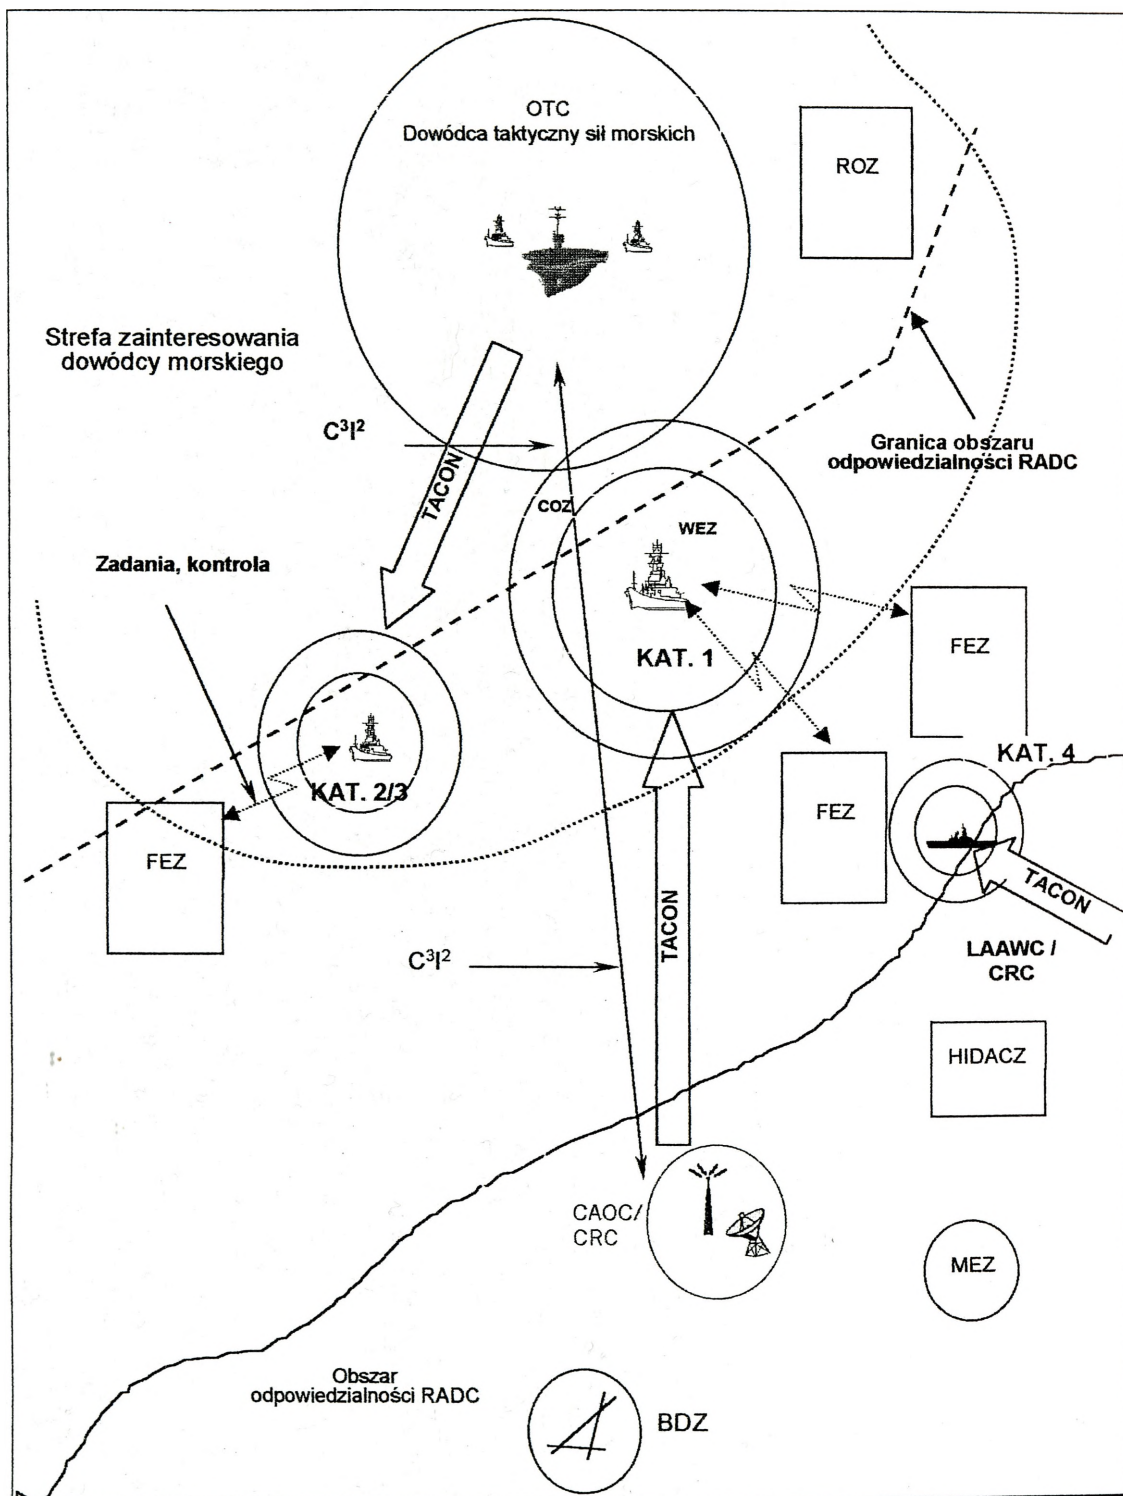 OTC
Dowódca taktyczny sił morskich
ROZ
Strefa zainteresowania
dowódcy morskiego
C³I²
TACON
Granica obszaru
odpowiedzialności RADC
COZ
WEZ
Zadania, kontrola
KAT. 1
FEZ
KAT. 4
KAT. 2/3
FEZ
FEZ
TACON
TACON
C³I²
LAAWC /
CRC
HIDACZ
CAOC/
CRC
MEZ
Obszar
odpowiedzialności RADC
BDZ